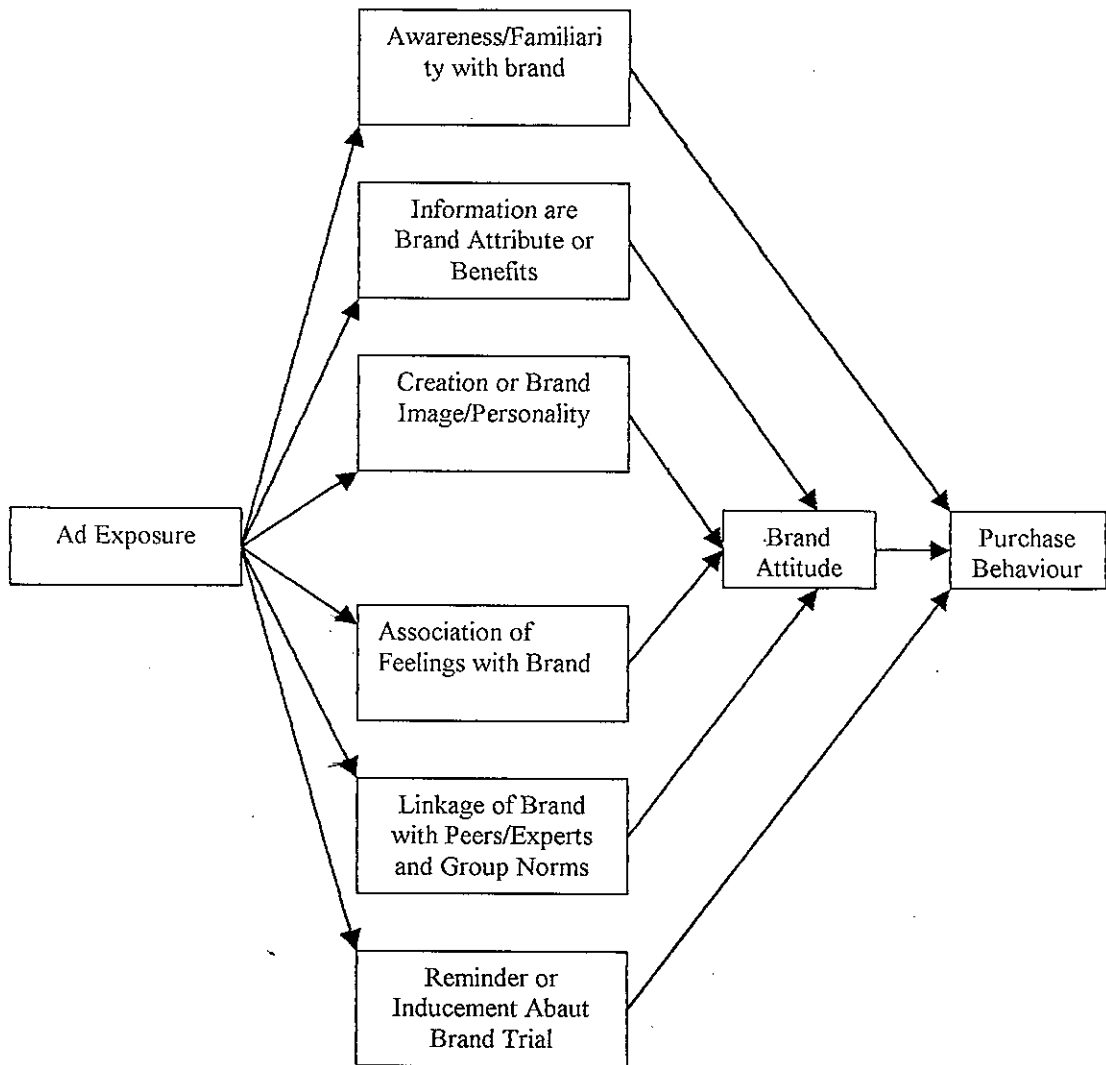 Awareness/Familiari
ty with brand
Information are
Brand Attribute or
Benefits
Creation or Brand
Image/Personality
Ad Exposure
Brand
Attitude
Purchase
Behaviour
Association of
Feelings with Brand
Linkage of Brand
with Peers/Experts
and Group Norms
Reminder or
Inducement Abaut
Brand Trial